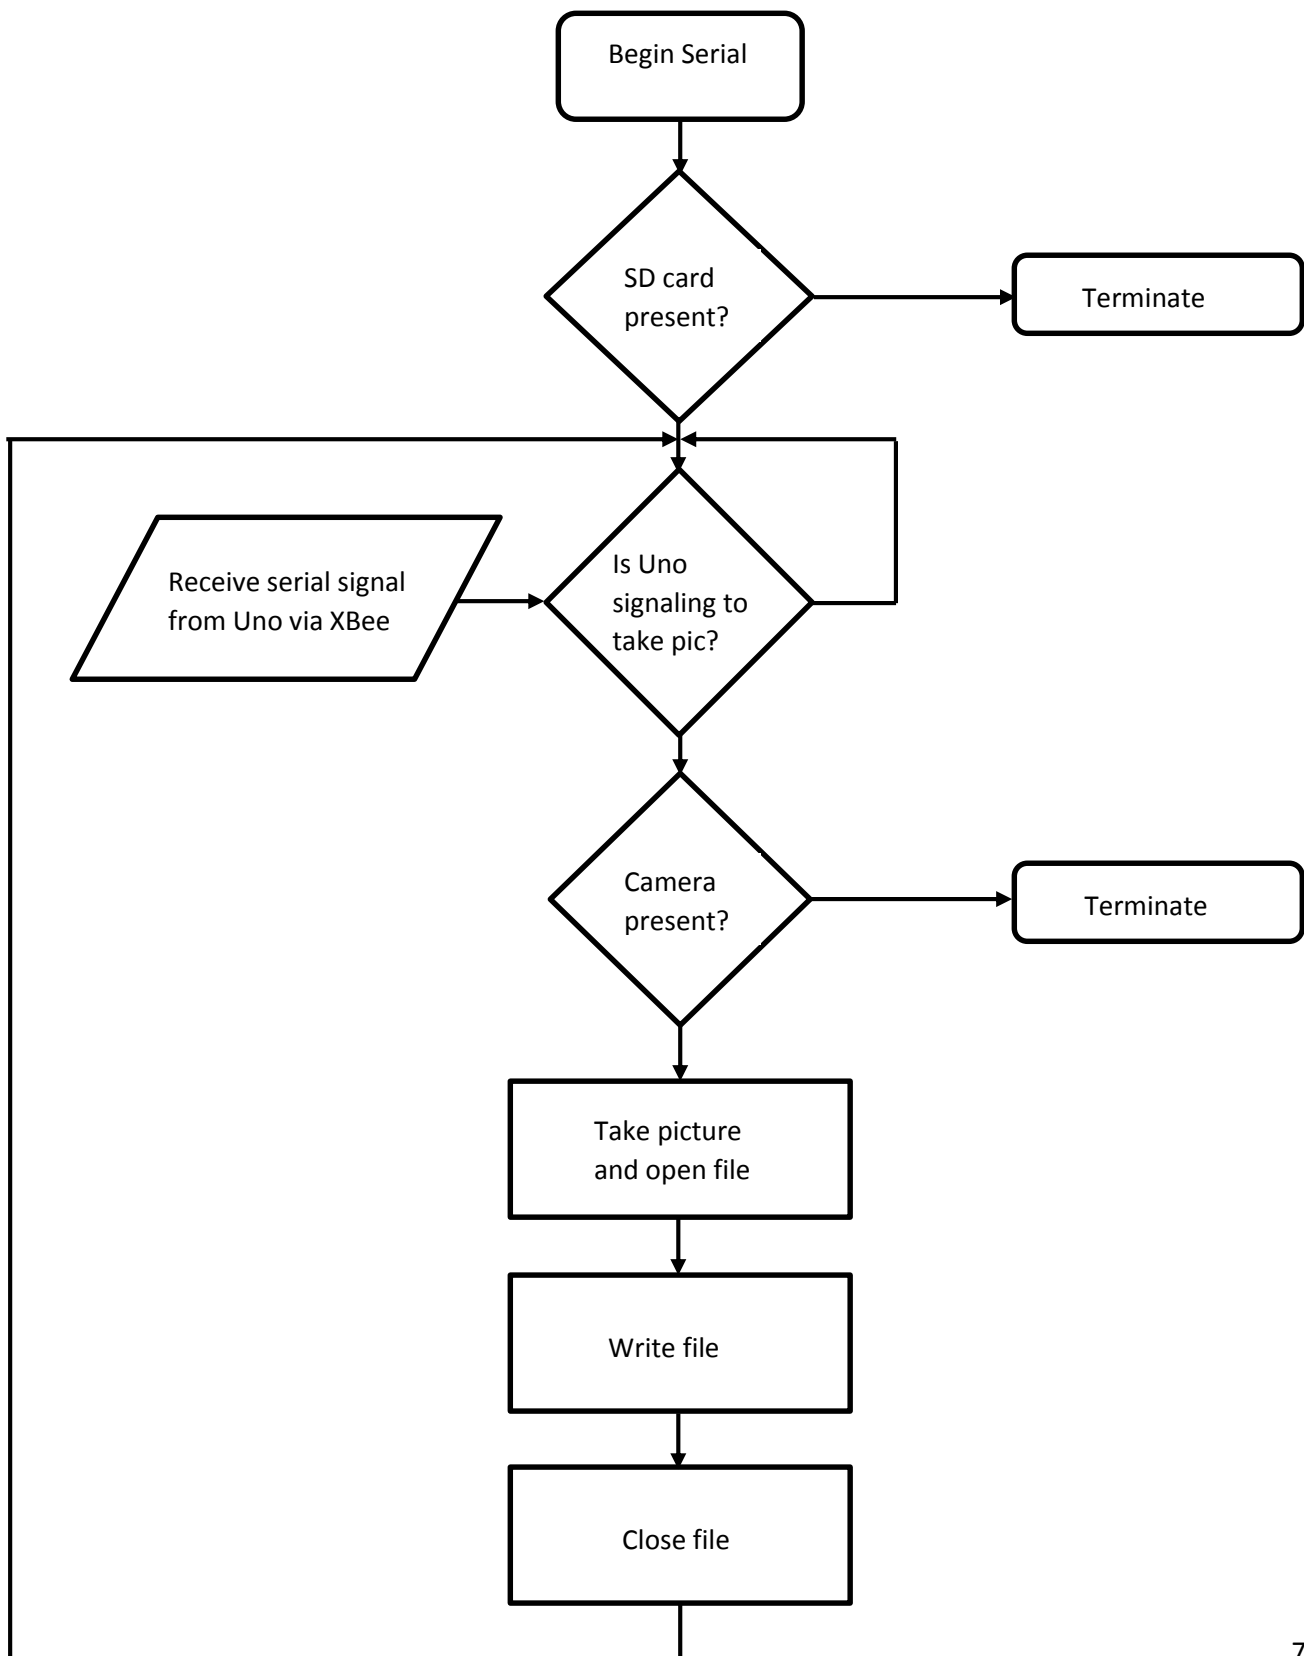 Begin Serial
SD card
present?
Terminate
Receive serial signal
from Uno via XBee
Is Uno
signaling to
take pic?
Camera
present?
Terminate
Take picture
and open file
Write file
Close file
7